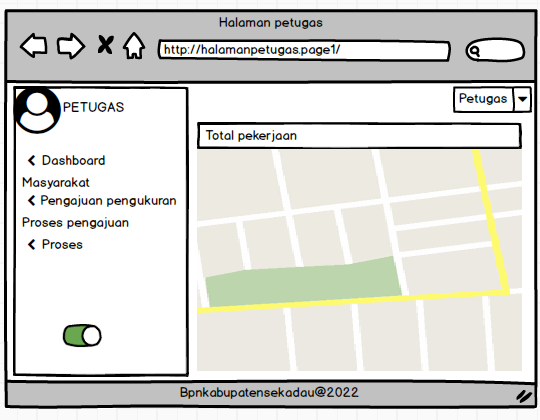 Halaman petugas
http://halamanpetugas.page1/
PETUGAS
Petugas
Total pekerjaan
Dashboard
Masyarakat
Pengajuan pengukuran
Proses pengajuan
Proses
Bpnkabupatensekadau@2022